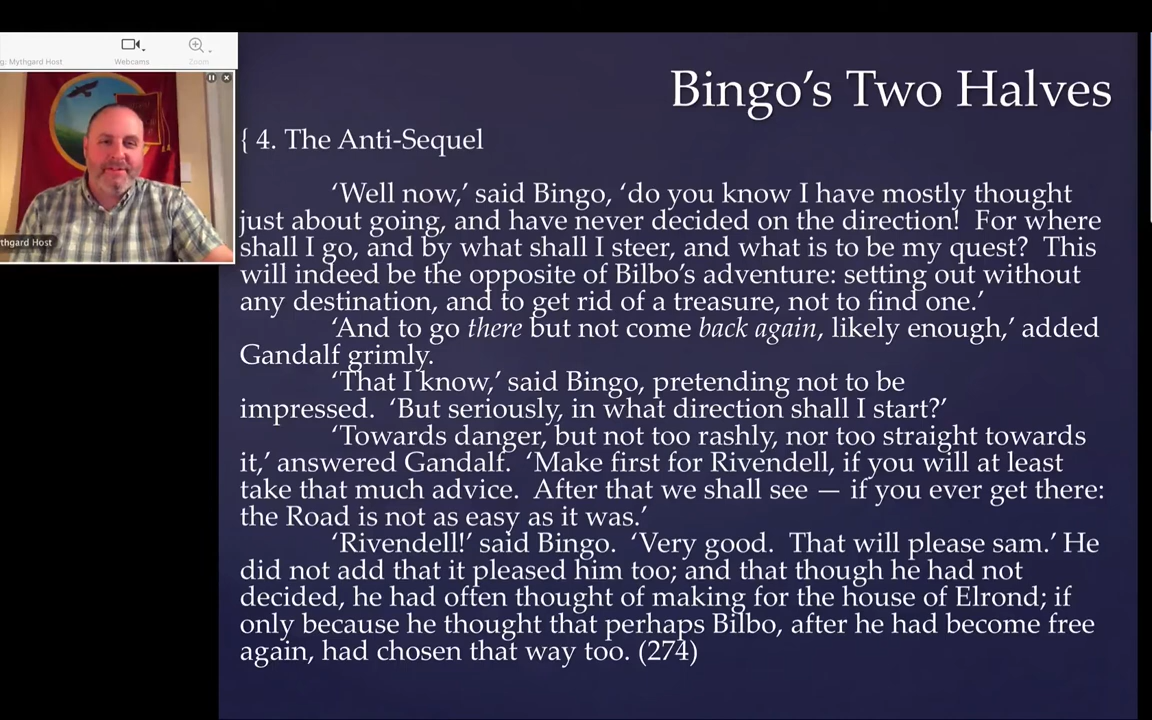 g: Mythgard Host
Webcams
Zoom
thgard Host
Bingo’s Two Halves
{ 4. The Anti-Sequel
‘Well now,’ said Bingo, ‘do you know I have mostly thought
just about going, and have never decided on the direction!  For where
shall I go, and by what shall I steer, and what is to be my quest?  This
will indeed be the opposite of Bilbo’s adventure: setting out without
any destination, and to get rid of a treasure, not to find one.’
‘And to go there but not come back again, likely enough,’ added
Gandalf grimly.
‘That I know,’ said Bingo, pretending not to be
impressed.  ‘But seriously, in what direction shall I start?’
‘Towards danger, but not too rashly, nor too straight towards
it,’ answered Gandalf.  ‘Make first for Rivendell, if you will at least
take that much advice.  After that we shall see — if you ever get there:
the Road is not as easy as it was.’
‘Rivendell!’ said Bingo.  ‘Very good.  That will please sam.’ He
did not add that it pleased him too; and that though he had not
decided, he had often thought of making for the house of Elrond; if
only because he thought that perhaps Bilbo, after he had become free
again, had chosen that way too. (274)